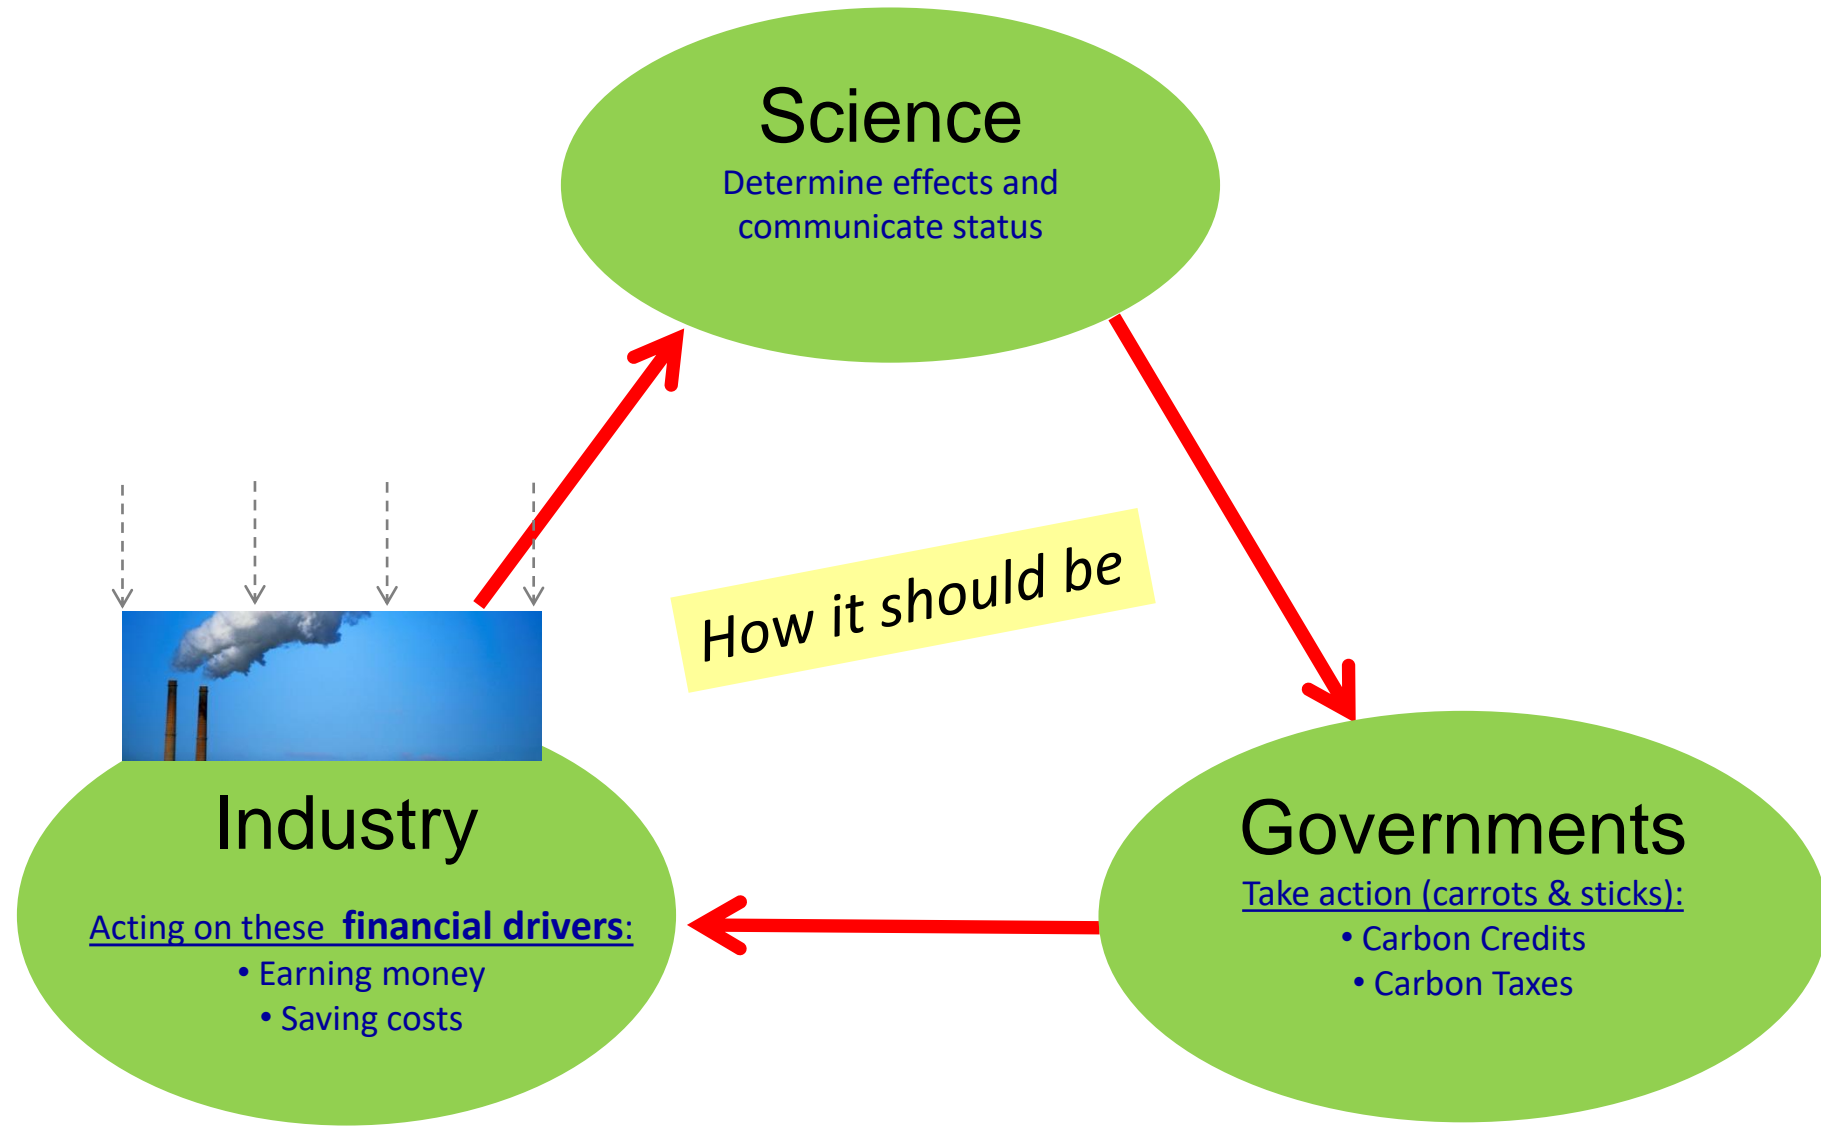 Science
Determine effects and
communicate status
How it should be
Industry
Acting on these financial drivers:
• Earning money
• Saving costs
Governments
Take action (carrots & sticks):
• Carbon Credits
• Carbon Taxes